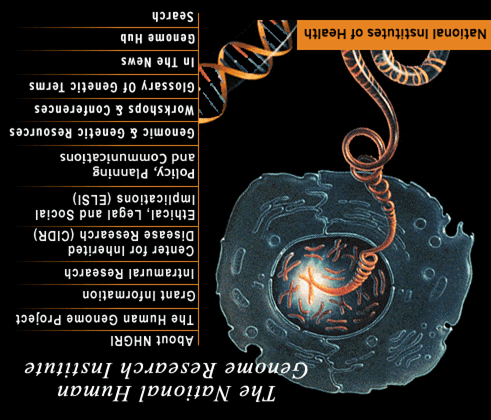 The National Human
Genome Research Institute
About NHGRI
The Human Genome Project
Grant Information
Intramural Research
Center for Inherited
Disease Research (CIDR)
Ethical, Legal and Social
Implications (ELSI)
Policy, Planning
and Communications
Genomic & Genetic Resources
Workshops & Conferences
Glossary Of Genetic Terms
In The News
Genome Hub
Search
National Institutes of Health